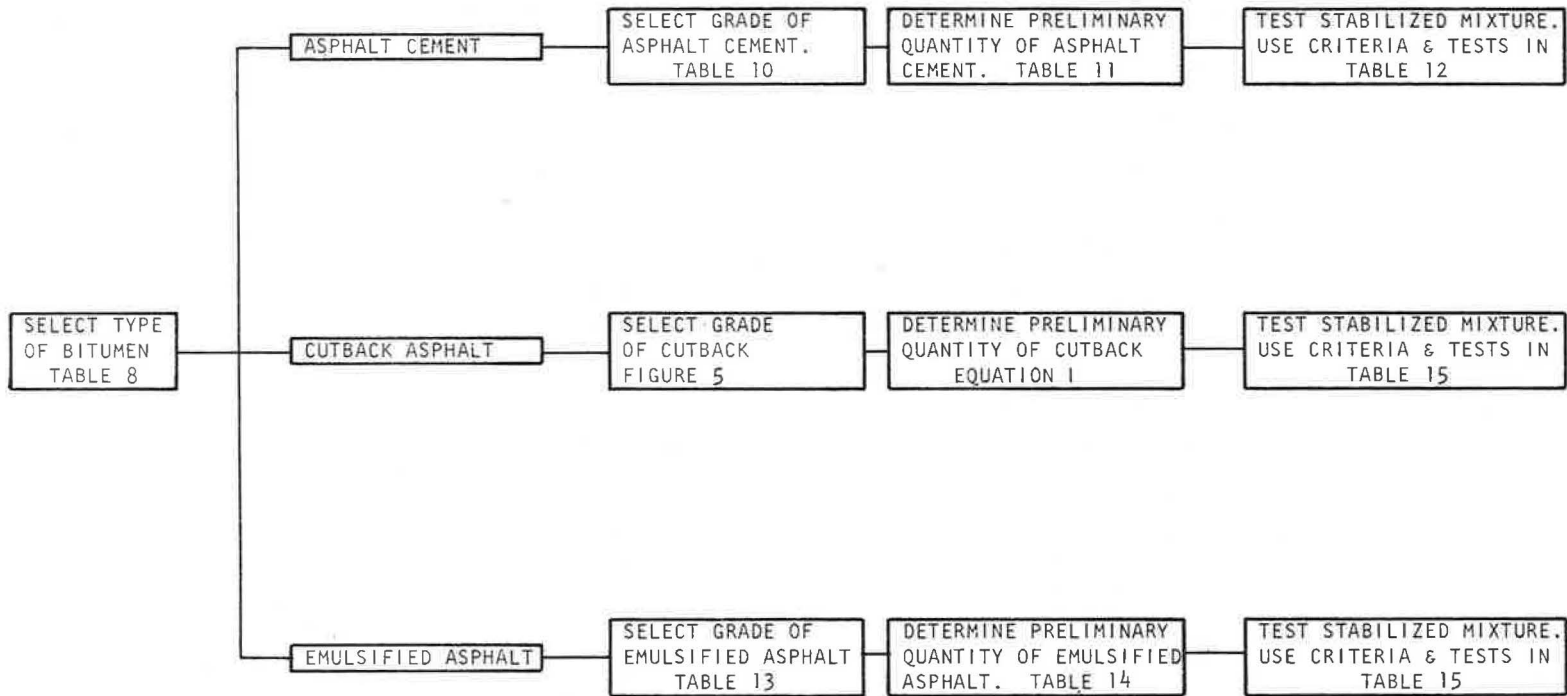 ASPHALT CEMENT
SELECT GRADE OF
ASPHALT CEMENT.
TABLE 10
DETERMINE PRELIMINARY
QUANTITY OF ASPHALT
CEMENT. TABLE 11
TEST STABILIZED MIXTURE.
USE CRITERIA & TESTS IN
TABLE 12
SELECT TYPE
OF BITUMEN
TABLE 8
CUTBACK ASPHALT
SELECT GRADE
OF CUTBACK
FIGURE 5
DETERMINE PRELIMINARY
QUANTITY OF CUTBACK
EQUATION 1
TEST STABILIZED MIXTURE.
USE CRITERIA & TESTS IN
TABLE 15
EMULSIFIED ASPHALT
SELECT GRADE OF
EMULSIFIED ASPHALT
TABLE 13
DETERMINE PRELIMINARY
QUANTITY OF EMULSIFIED
ASPHALT. TABLE 14
TEST STABILIZED MIXTURE.
USE CRITERIA & TESTS IN
TABLE 15